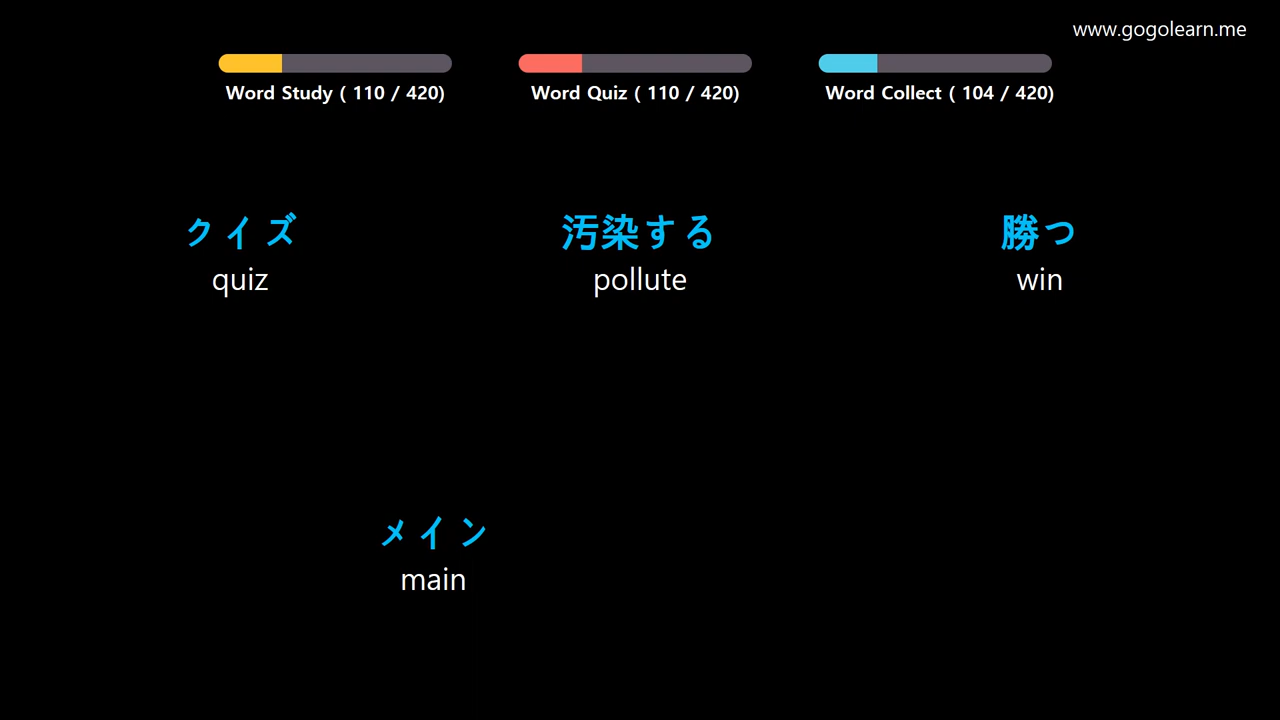 www.gogolearn.me
Word Study ( 110 / 420)
Word Quiz ( 110 / 420)
Word Collect ( 104 / 420)
クイズ
quiz
汚染する
pollute
勝つ
win
メイン
main